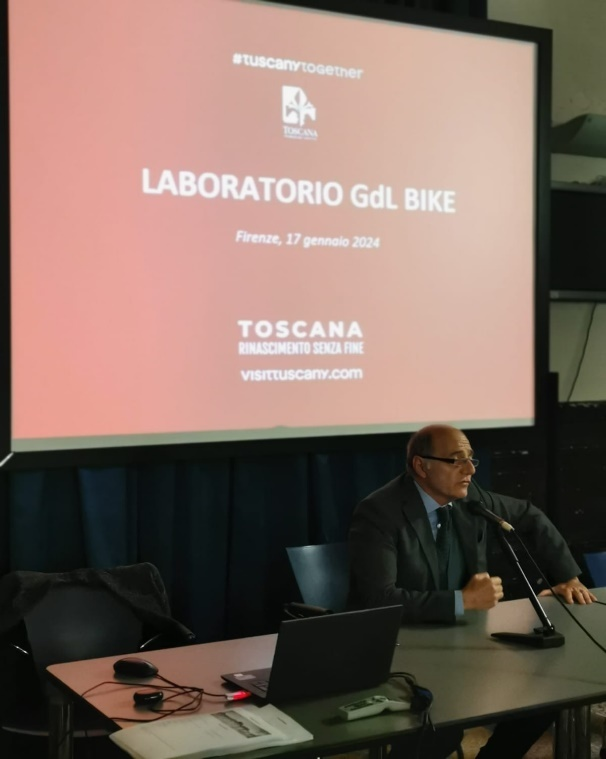 #tuscanytogether
TOSCANA
LABORATORIO GdL BIKE
Firenze, 17 gennaio 2024
TOSCANA
RINASCIMENTO SENZA FINE
VISITTUSCANY.COM